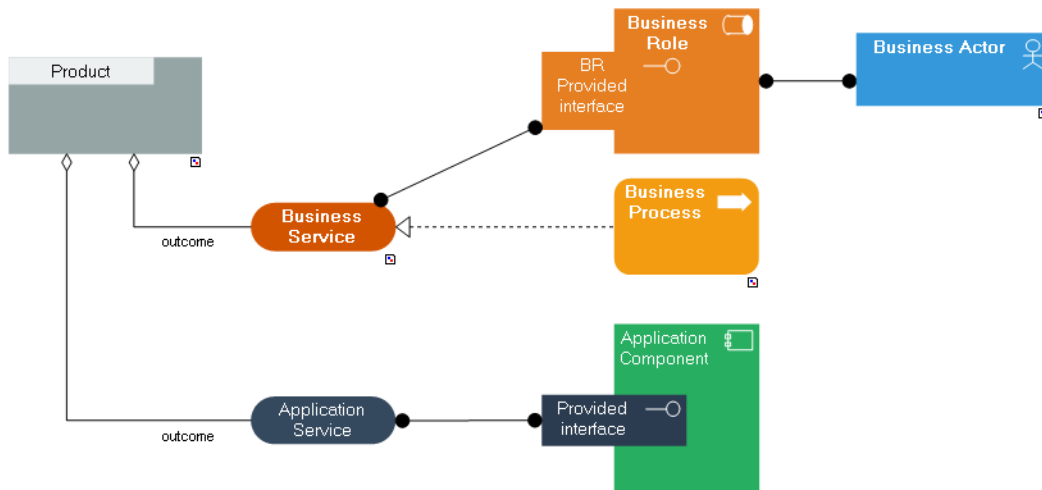 Product
Business
Role
BR
Provided
interface
Business Actor
Business
Service
outcome
Business
Process
Application
Component
Application
Service
outcome
Provided
interface